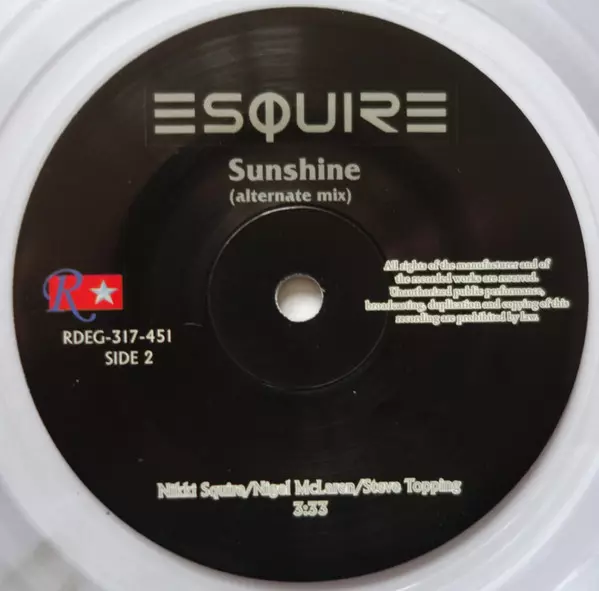 ESQUIRE
Sunshine
(alternate mix)
All rights of the manufacturer and of
the recorded works are reserved.
Unauthorized public performance,
broadcasting, duplication and copying of this
recording are prohibited by law.
R
RDEG-317-451
SIDE 2
Nikki Squire/Nigel McLaren/Steve Topping
3:33